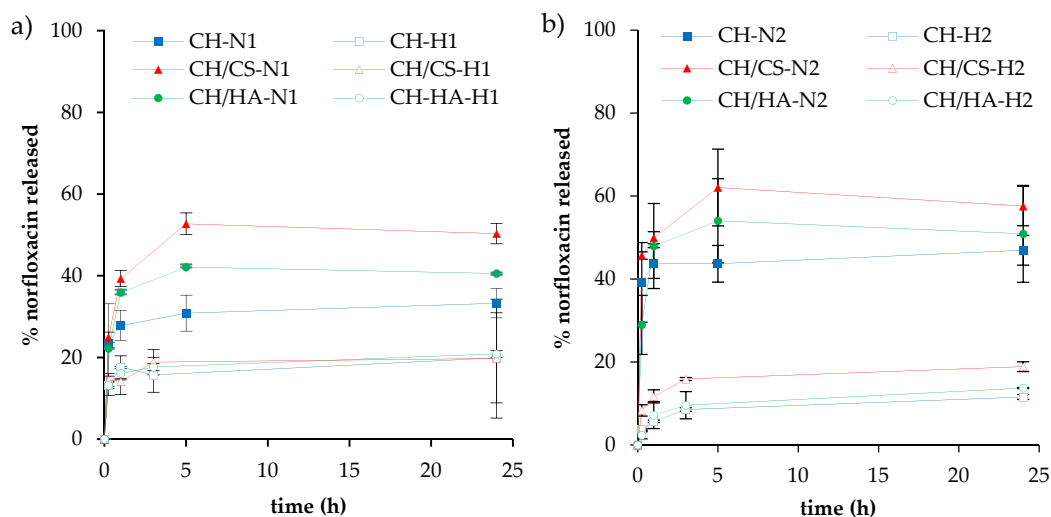 a)
% norfloxacin released
100
80
60
40
20
0
CH-N1 CH-H1
CH/CS-N1 CH/CS-H1
CH/HA-N1 CH-HA-H1
0 5 10 15 20 25
time (h)
b)
% norfloxacin released
100
80
60
40
20
0
CH-N2 CH-H2
CH/CS-N2 CH/CS-H2
CH/HA-N2 CH/HA-H2
0 5 10 15 20 25
time (h)